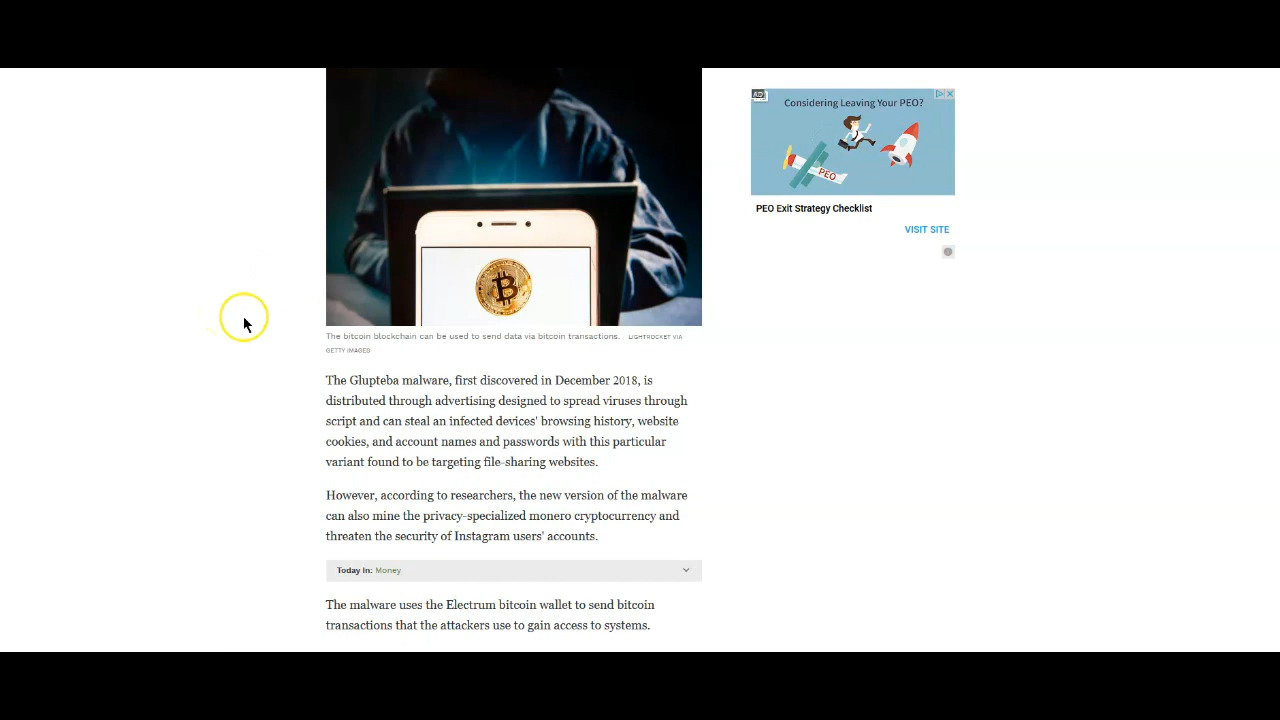 AD
Considering Leaving Your PEO?
PEO
PEO Exit Strategy Checklist
VISIT SITE
The bitcoin blockchain can be used to send data via bitcoin transactions. LIGHTROCKET VIA
GETTY IMAGES
The Glupteba malware, first discovered in December 2018, is
distributed through advertising designed to spread viruses through
script and can steal an infected devices' browsing history, website
cookies, and account names and passwords with this particular
variant found to be targeting file-sharing websites.
However, according to researchers, the new version of the malware
can also mine the privacy-specialized monero cryptocurrency and
threaten the security of Instagram users' accounts.
Today In: Money
The malware uses the Electrum bitcoin wallet to send bitcoin
transactions that the attackers use to gain access to systems.